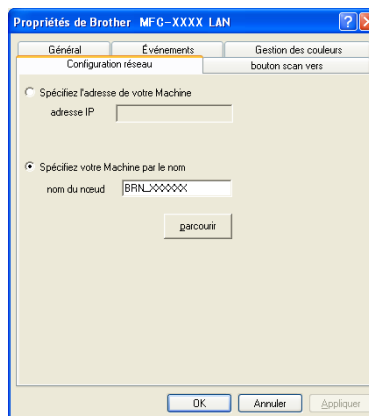 Propriétés de Brother MFC-XXXX LAN
Général Événements Gestion des couleurs
Configuration réseau bouton scan vers
Spécifiez l'adresse de votre Machine
adresse IP
Spécifiez votre Machine par le nom
nom du nœud BRN_XXXXXX
parcourir
OK Annuler Appliquer